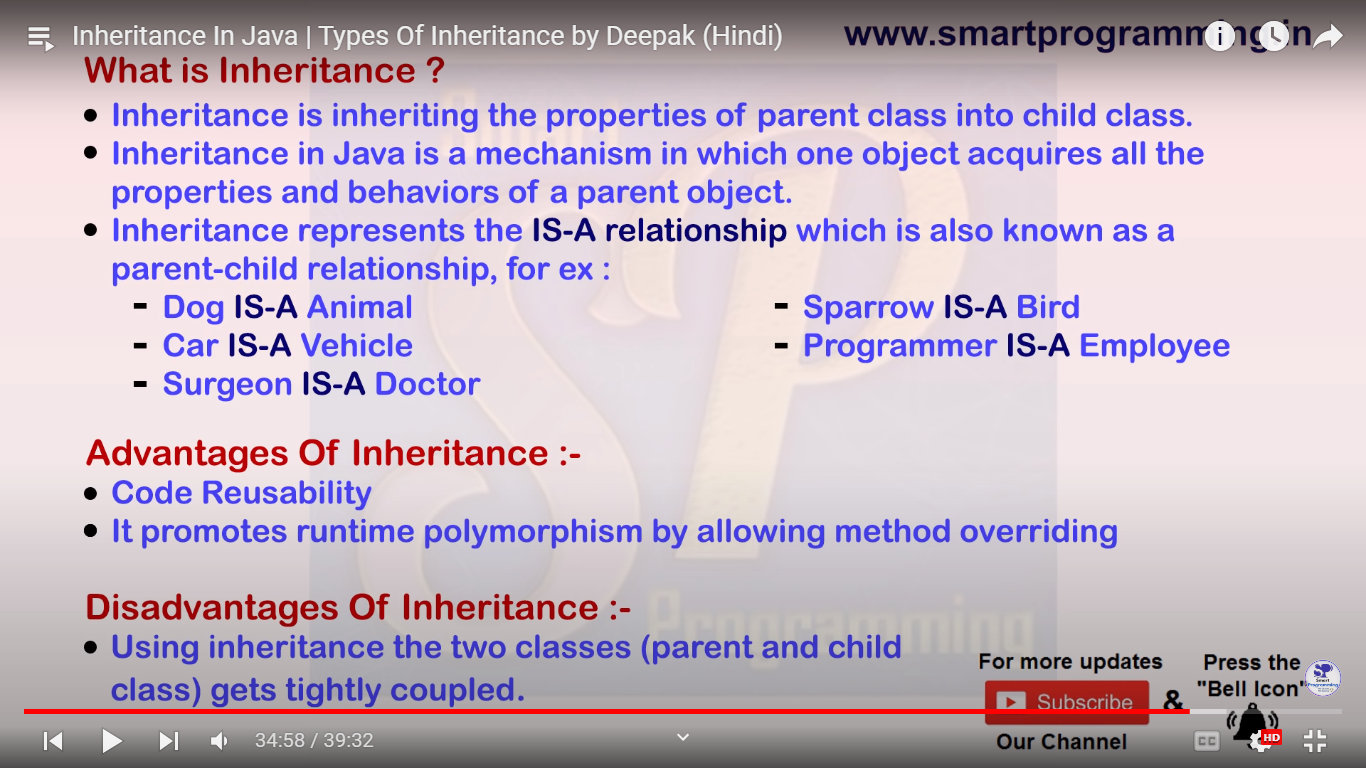 Inheritance In Java | Types Of Inheritance by Deepak (Hindi)
www.smartprogramming.in
What is Inheritance ?
Inheritance is inheriting the properties of parent class into child class.
Inheritance in Java is a mechanism in which one object acquires all the
properties and behaviors of a parent object.
Inheritance represents the IS-A relationship which is also known as a
parent-child relationship, for ex :
- Dog IS-A Animal
- Sparrow IS-A Bird
- Car IS-A Vehicle
- Programmer IS-A Employee
- Surgeon IS-A Doctor
Advantages Of Inheritance :-
Code Reusability
It promotes runtime polymorphism by allowing method overriding
Disadvantages Of Inheritance :-
Using inheritance the two classes (parent and child
class) gets tightly coupled.
For more updates
Subscribe
Our Channel
&
Press the
"Bell Icon"
Smart
Programming
34:58 / 39:32
CC
HD